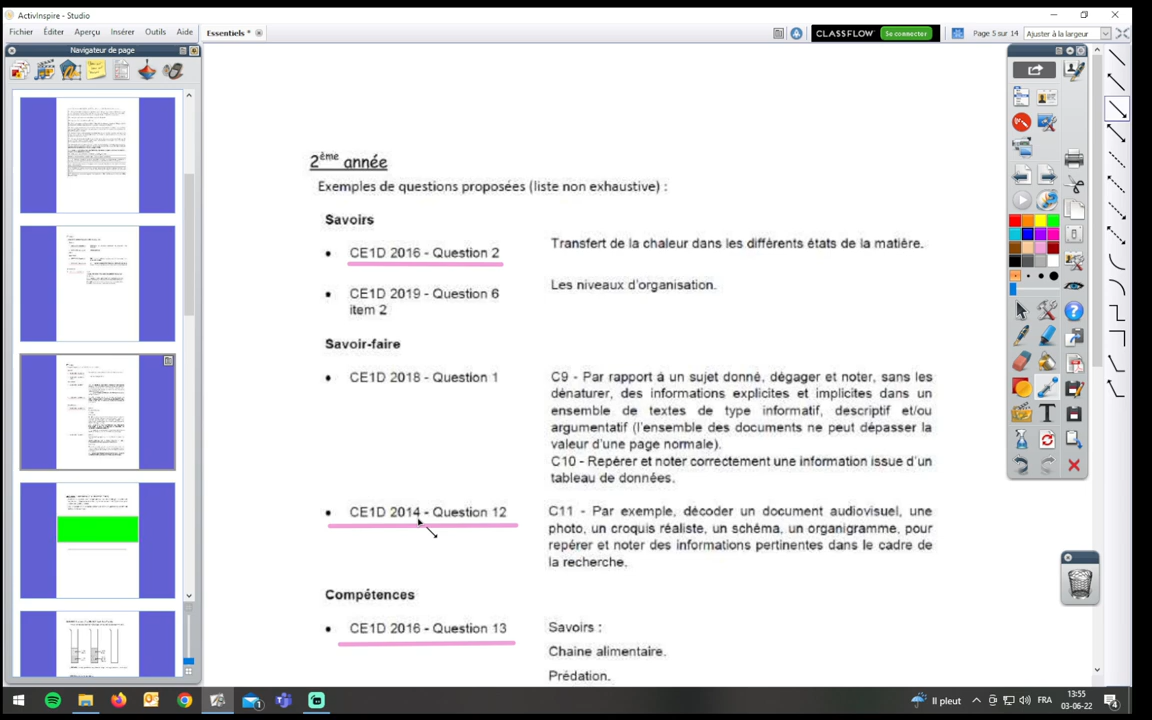 ActivInspire - Studio
Fichier Éditer Aperçu Insérer Outils Aide
Essentiels *
CLASSFLOW Se connecter
Page 5 sur 14
Ajuster à la largeur
Navigateur de page
2ème année
Exemples de questions proposées (liste non exhaustive) :
Savoirs
• CE1D 2016 - Question 2
Transfert de la chaleur dans les différents états de la matière.
• CE1D 2019 - Question 6
item 2
Les niveaux d'organisation.
Savoir-faire
• CE1D 2018 - Question 1
C9 - Par rapport à un sujet donné, dégager et noter, sans les
dénaturer, des informations explicites et implicites dans un
ensemble de textes de type informatif, descriptif et/ou
argumentatif (l'ensemble des documents ne peut dépasser la
valeur d'une page normale).
C10 - Repérer et noter correctement une information issue d'un
tableau de données.
• CE1D 2014 - Question 12
C11 - Par exemple, décoder un document audiovisuel, une
photo, un croquis réaliste, un schéma, un organigramme, pour
repérer et noter des informations pertinentes dans le cadre de
la recherche.
Compétences
• CE1D 2016 - Question 13
Savoirs :
Chaine alimentaire.
Prédation.
Il pleut
FRA
13:55
03-06-22